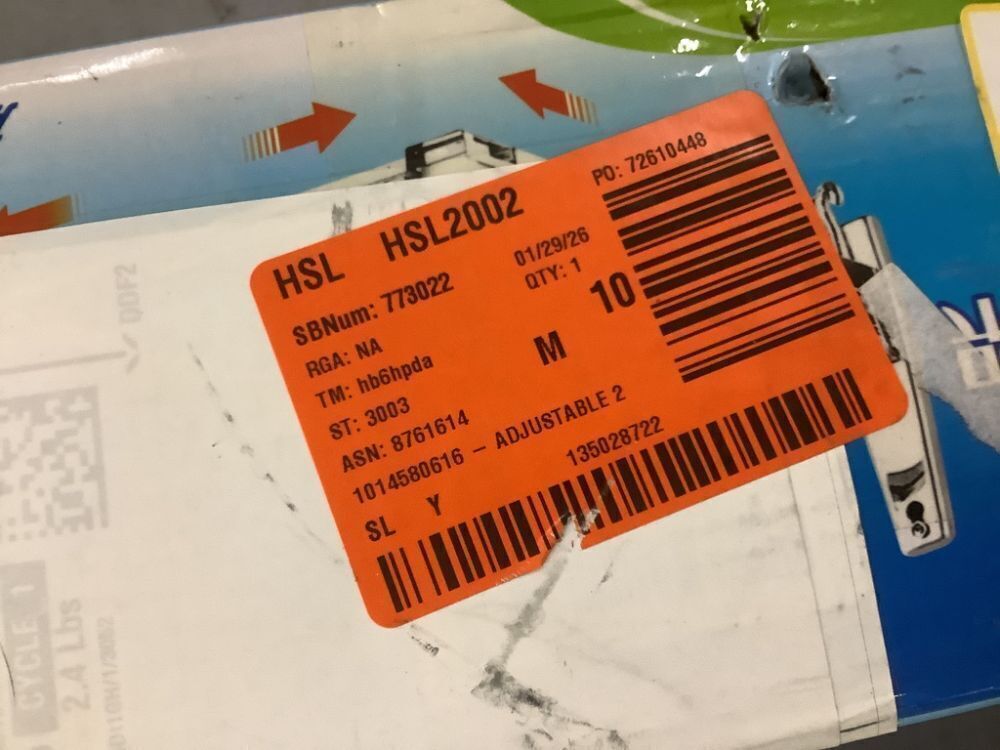 HSL HSL2002
PO: 72610448
SBNum: 773022
01/29/26
RGA: NA
QTY: 1
TM: hb6hpda
M
10
ST: 3003
ASN: 8761614
1014580616 - ADJUSTABLE 2
SL Y
135028722
DDF2
CYCLE 1
2.4 Lbs